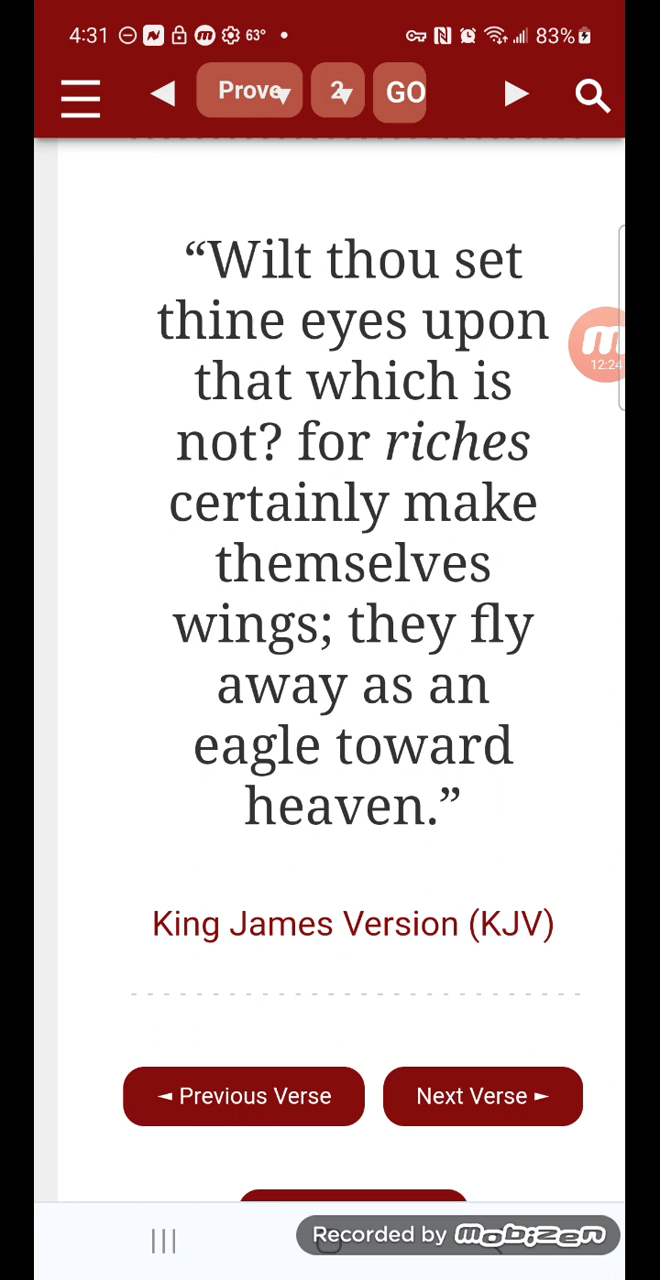 4:31 63° • 83%
Prove 2 GO
“Wilt thou set
thine eyes upon
that which is
not? for riches
certainly make
themselves
wings; they fly
away as an
eagle toward
heaven.”
m
12:24
King James Version (KJV)
◄ Previous Verse
Next Verse ►
Recorded by mobizen